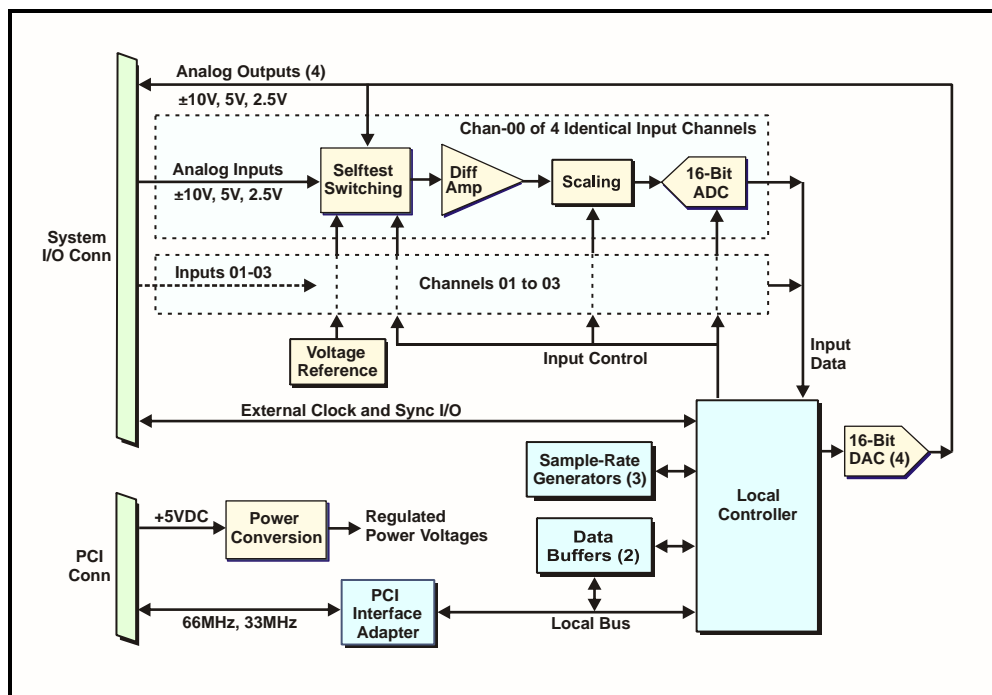 Analog Outputs (4)
±10V, 5V, 2.5V
Chan-00 of 4 Identical Input Channels
Analog Inputs
±10V, 5V, 2.5V
Selftest
Switching
Diff
Amp
Scaling
16-Bit
ADC
System
I/O Conn
Inputs 01-03
Channels 01 to 03
Voltage
Reference
Input Control
Input
Data
External Clock and Sync I/O
16-Bit
DAC (4)
Sample-Rate
Generators (3)
Local
Controller
+5VDC
Power
Conversion
Regulated
Power Voltages
Data
Buffers (2)
PCI
Conn
66MHz, 33MHz
PCI
Interface
Adapter
Local Bus